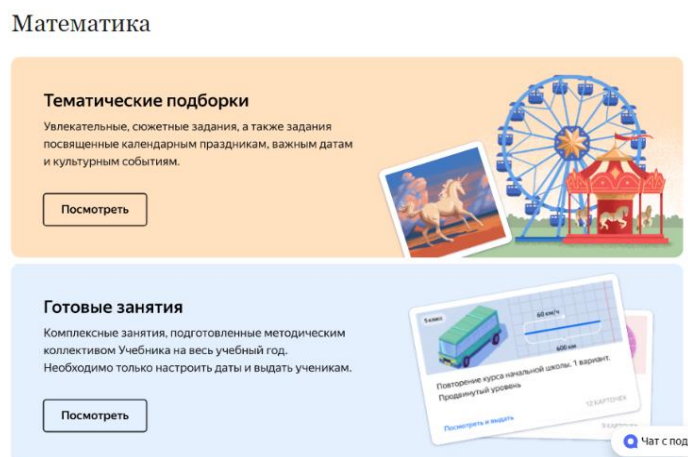 Математика
Тематические подборки
Увлекательные, сюжетные задания, а также задания
посвященные календарным праздникам, важным датам
и культурным событиям.
Посмотреть
Готовые занятия
Комплексные занятия, подготовленные методическим
коллективом Учебника на весь учебный год.
Необходимо только настроить даты и выдать ученикам.
Посмотреть
5 класс
60 км/ч
600 км
Повторение курса начальной школы. 1 вариант.
Продвинутый уровень
12 КАРТОЧЕК
Посмотреть и выдать
Чат с под